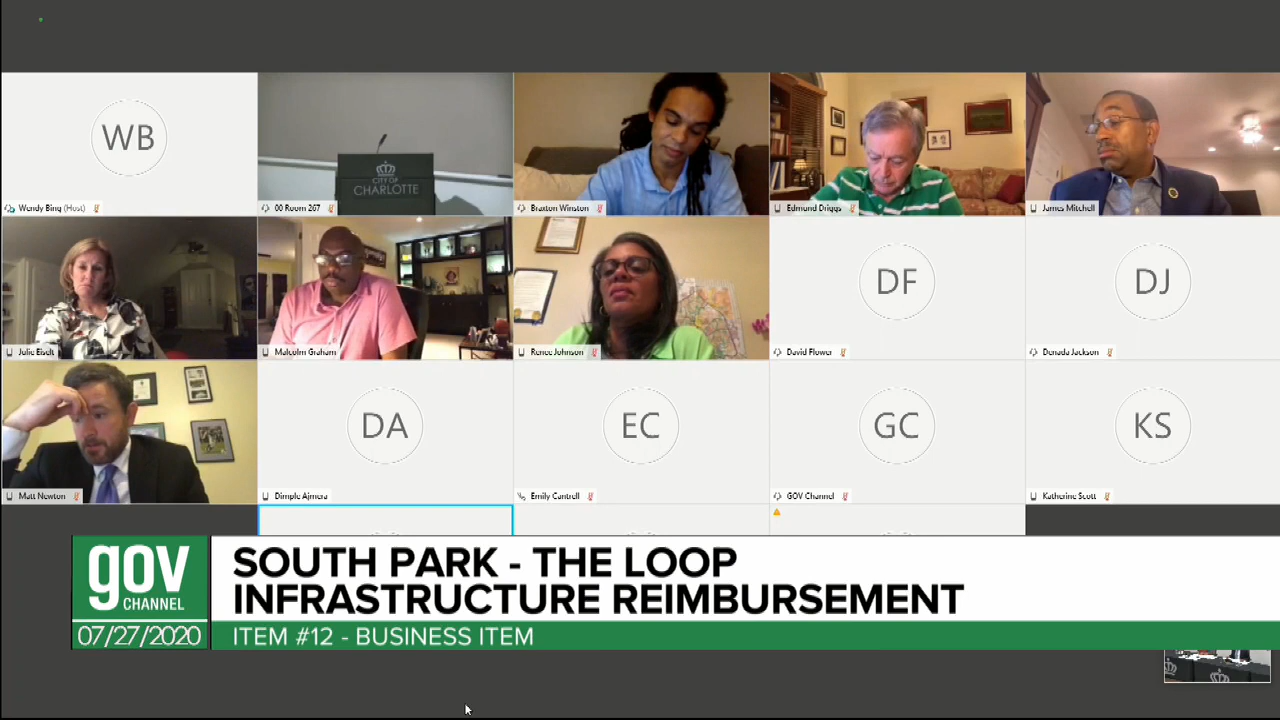 WB
CITY OF
CHARLOTTE
Wendy Bing (Host)
00 Room 267
Braxton Winston
Edmund Driggs
James Mitchell
DF
DJ
Julie Eiselt
Malcolm Graham
Renee Johnson
David Flower
Denada Jackson
DA
EC
GC
KS
Matt Newton
Dimple Ajmera
Emily Cantrell
GOV Channel
Katherine Scott
gov
CHANNEL
07/27/2020
SOUTH PARK - THE LOOP
INFRASTRUCTURE REIMBURSEMENT
ITEM #12 - BUSINESS ITEM